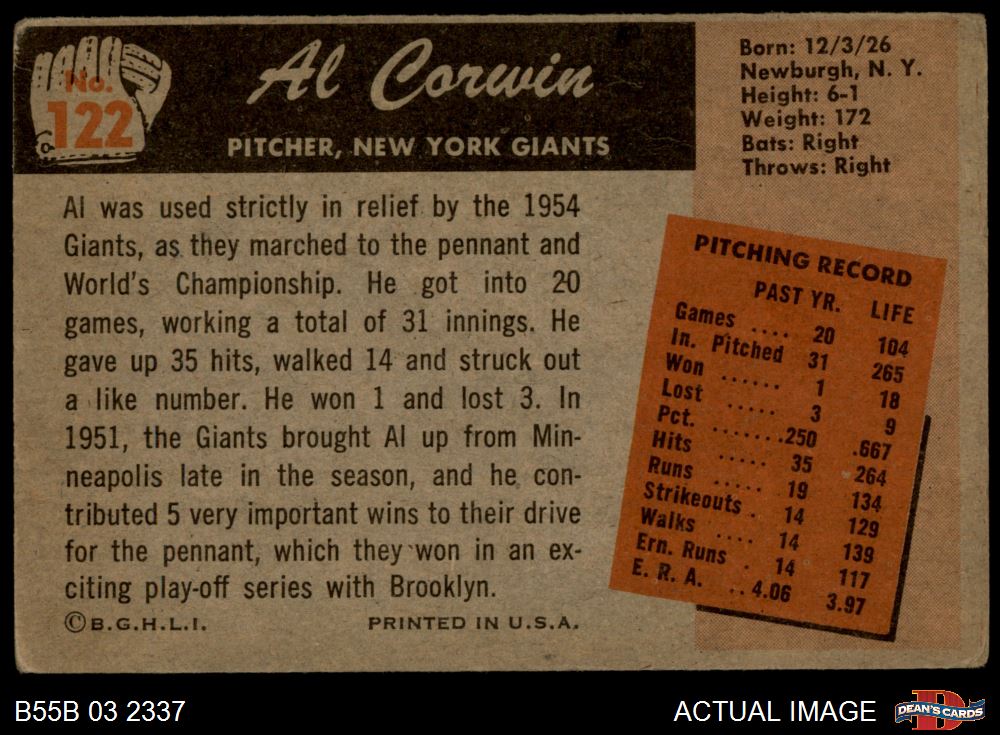 No.
122
Al Corwin
PITCHER, NEW YORK GIANTS
Born: 12/3/26
Newburgh, N. Y.
Height: 6-1
Weight: 172
Bats: Right
Throws: Right
Al was used strictly in relief by the 1954
Giants, as they marched to the pennant and
World's Championship. He got into 20
games, working a total of 31 innings. He
gave up 35 hits, walked 14 and struck out
a like number. He won 1 and lost 3. In
1951, the Giants brought Al up from Min-
neapolis late in the season, and he con-
tributed 5 very important wins to their drive
for the pennant, which they won in an ex-
citing play-off series with Brooklyn.
©B.G.H.L.I. PRINTED IN U.S.A.
PITCHING RECORD
PAST YR. LIFE
Games .... 20 104
In. Pitched 31 265
Won ...... 1 18
Lost ..... 3 9
Pct. .......250 .667
Hits ..... 35 264
Runs ..... 19 134
Strikeouts . 14 129
Walks .... 14 139
Ern. Runs . 14 117
E. R. A. ..4.06 3.97
B55B 03 2337
ACTUAL IMAGE
DEAN'S CARDS